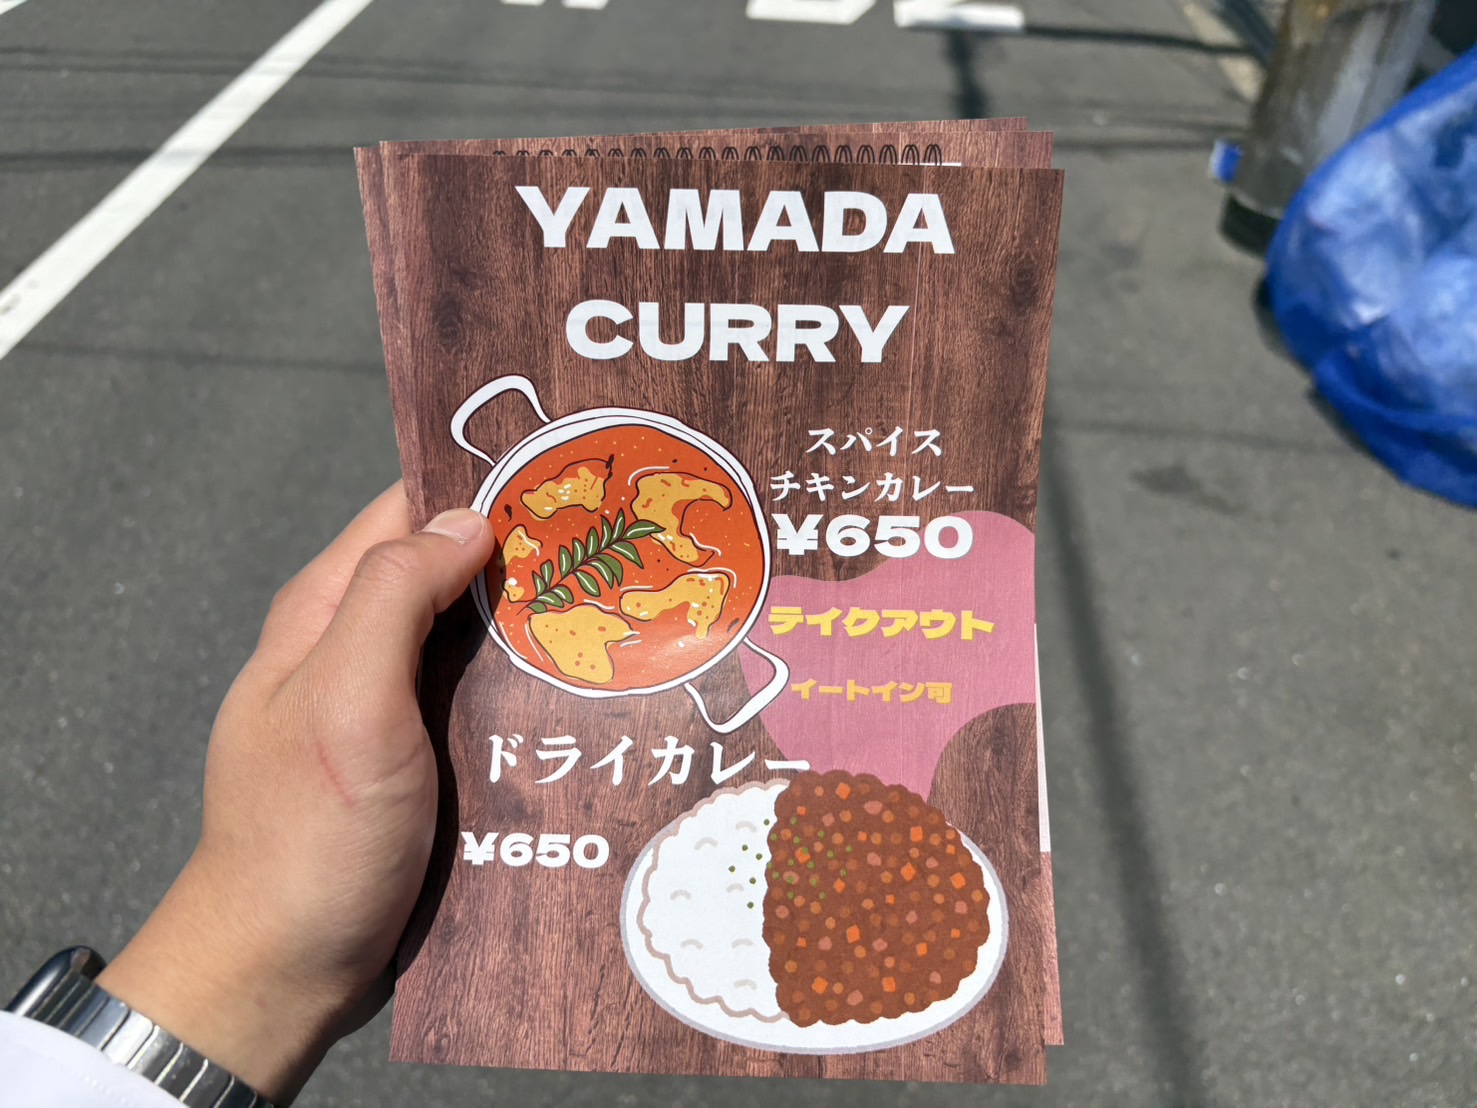 YAMADA
CURRY
スパイス
チキンカレー
¥650
テイクアウト
イートイン可
ドライカレー
¥650